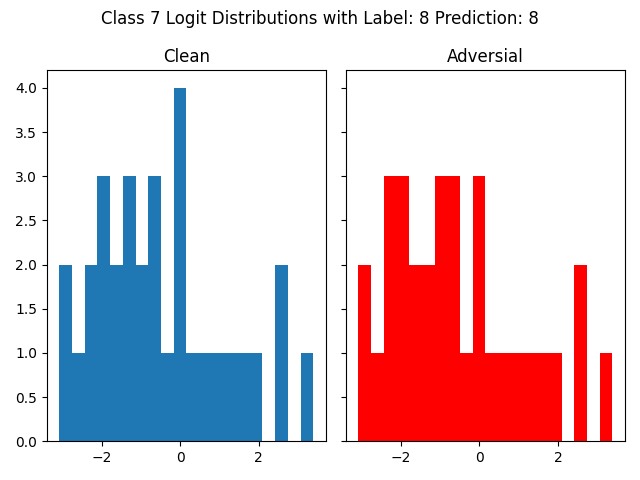 Class 7 Logit Distributions with Label: 8 Prediction: 8
Clean
Adversial
4.0
3.5
3.0
2.5
2.0
1.5
1.0
0.5
0.0
−2 0 2
−2 0 2